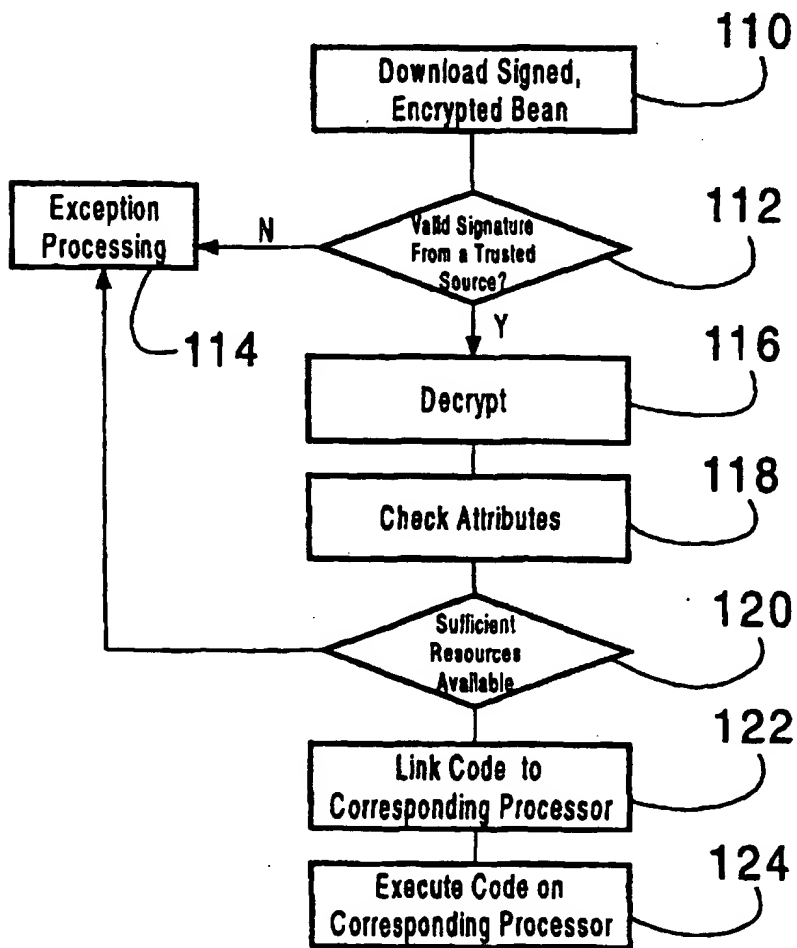 110
Download Signed,
Encrypted Bean
Exception
Processing
N
Valid Signature
From a Trusted
Source?
112
114
Y
116
Decrypt
118
Check Attributes
120
Sufficient
Resources
Available
122
Link Code to
Corresponding Processor
124
Execute Code on
Corresponding Processor